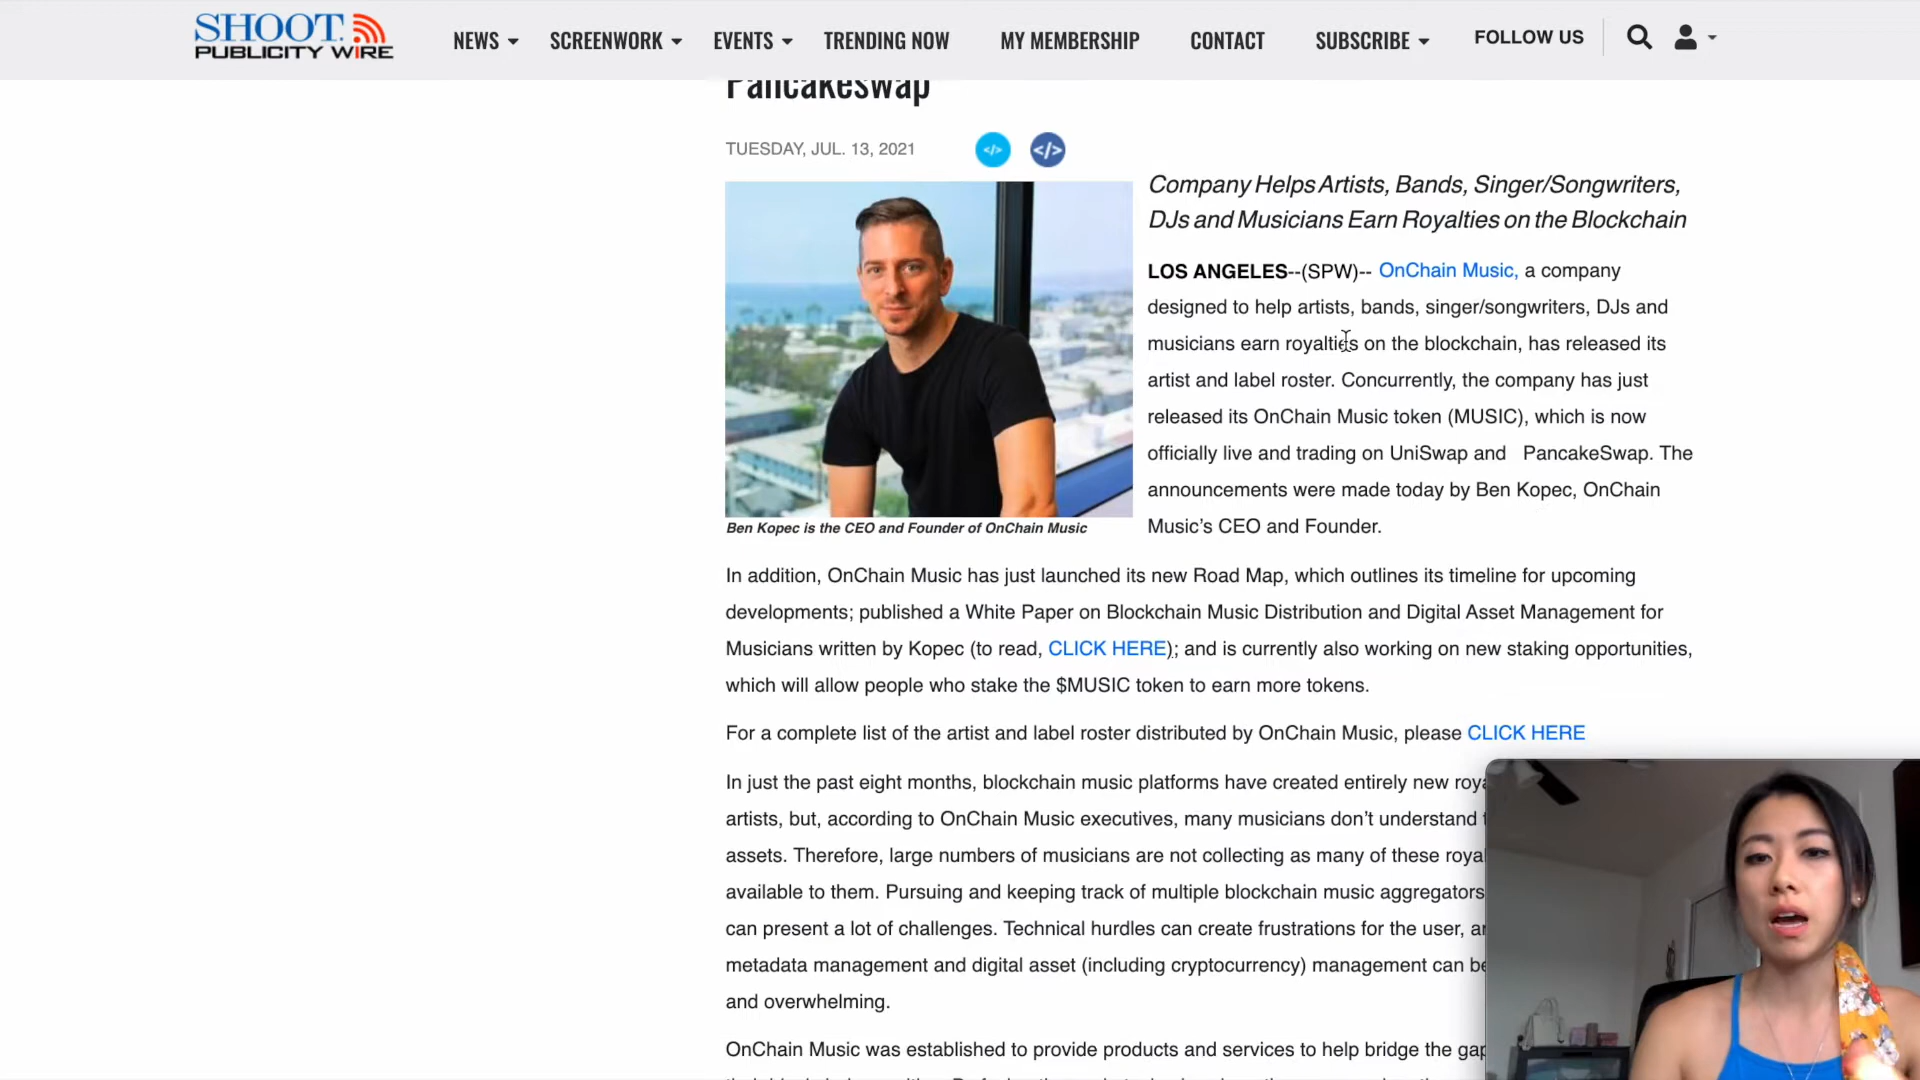 SHOOT.
PUBLICITY WIRE
NEWS
SCREENWORK
EVENTS
TRENDING NOW
MY MEMBERSHIP
CONTACT
SUBSCRIBE
FOLLOW US
Pancakeswap
TUESDAY, JUL. 13, 2021
</>
</>
Company Helps Artists, Bands, Singer/Songwriters,
DJs and Musicians Earn Royalties on the Blockchain
LOS ANGELES--(SPW)-- OnChain Music, a company
designed to help artists, bands, singer/songwriters, DJs and
musicians earn royalties on the blockchain, has released its
artist and label roster. Concurrently, the company has just
released its OnChain Music token (MUSIC), which is now
officially live and trading on UniSwap and PancakeSwap. The
announcements were made today by Ben Kopec, OnChain
Music's CEO and Founder.
Ben Kopec is the CEO and Founder of OnChain Music
In addition, OnChain Music has just launched its new Road Map, which outlines its timeline for upcoming
developments; published a White Paper on Blockchain Music Distribution and Digital Asset Management for
Musicians written by Kopec (to read, CLICK HERE); and is currently also working on new staking opportunities,
which will allow people who stake the $MUSIC token to earn more tokens.
For a complete list of the artist and label roster distributed by OnChain Music, please CLICK HERE
In just the past eight months, blockchain music platforms have created entirely new
artists, but, according to OnChain Music executives, many musicians don't understand
assets. Therefore, large numbers of musicians are not collecting as many of these
available to them. Pursuing and keeping track of multiple blockchain music aggregators
can present a lot of challenges. Technical hurdles can create frustrations for the user,
metadata management and digital asset (including cryptocurrency) management can
and overwhelming.
OnChain Music was established to provide products and services to help bridge the